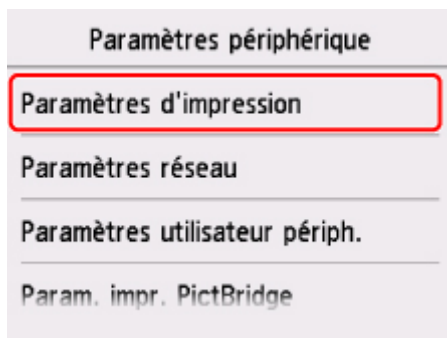 Paramètres périphérique
Paramètres d'impression
Paramètres réseau
Paramètres utilisateur périph.
Param. impr. PictBridge